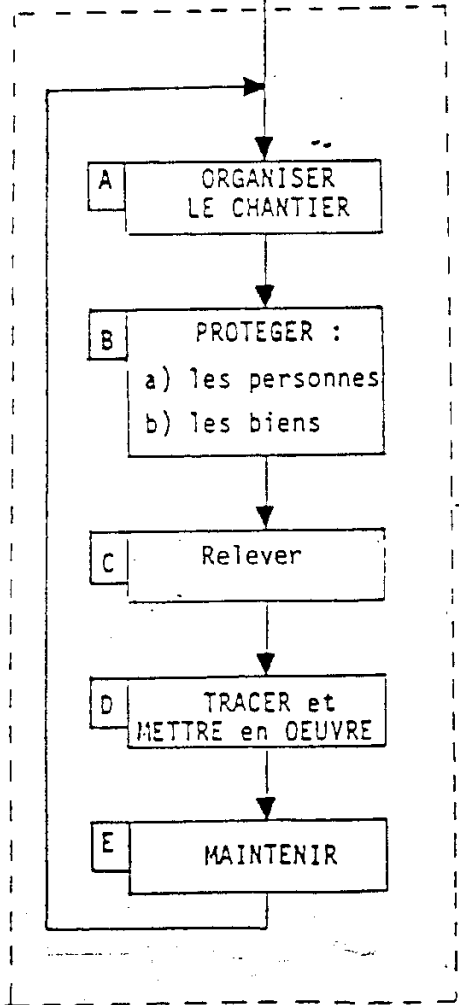 A
ORGANISER
LE CHANTIER
B
PROTEGER :
a) les personnes
b) les biens
C
Relever
D
TRACER et
METTRE en OEUVRE
E
MAINTENIR